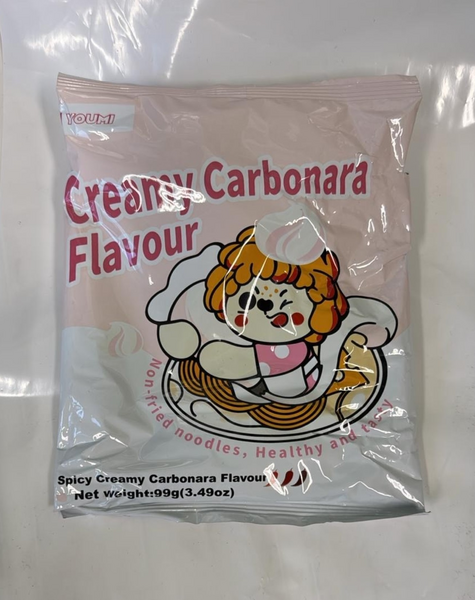 YOUMI
Creamy Carbonara
Flavour
Non-fried noodles, Healthy and tasty
Spicy Creamy Carbonara Flavour
Net weight:99g(3.49oz)